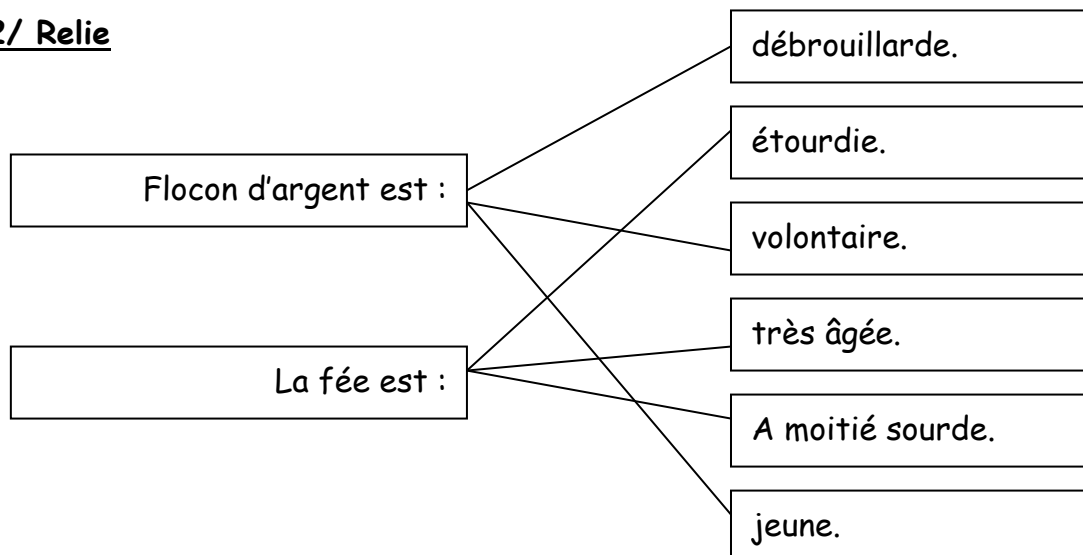 2/ Relie
débrouillarde.
étourdie.
Flocon d'argent est :
volontaire.
très âgée.
La fée est :
A moitié sourde.
jeune.